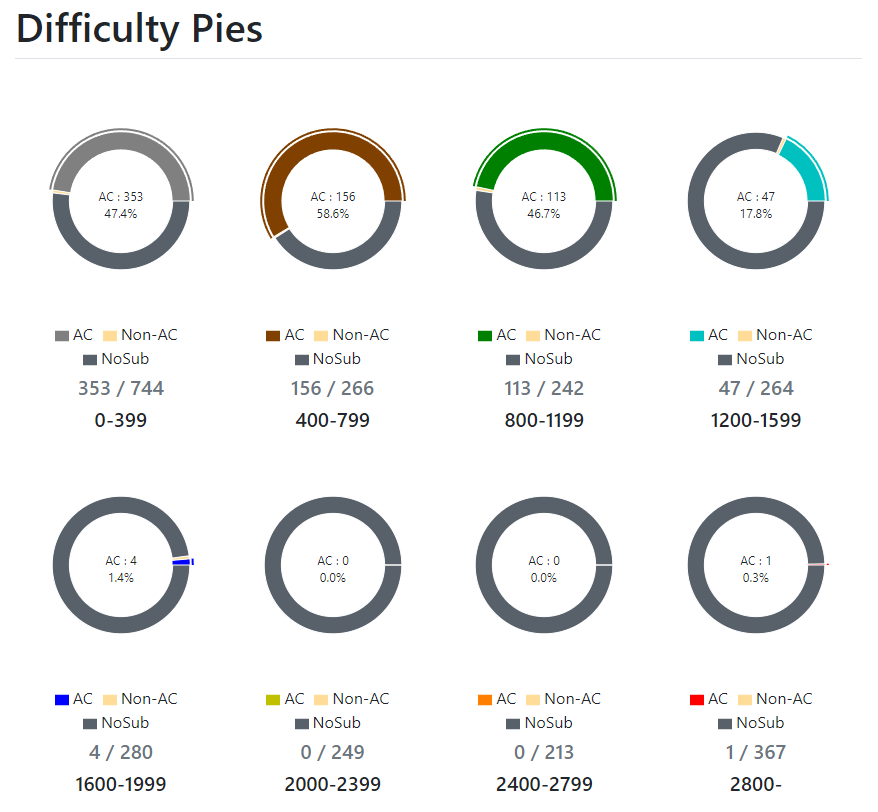 Difficulty Pies
AC : 353
47.4%
AC Non-AC
NoSub
353 / 744
0-399
AC : 156
58.6%
AC Non-AC
NoSub
156 / 266
400-799
AC : 113
46.7%
AC Non-AC
NoSub
113 / 242
800-1199
AC : 47
17.8%
AC Non-AC
NoSub
47 / 264
1200-1599
AC : 4
1.4%
AC Non-AC
NoSub
4 / 280
1600-1999
AC : 0
0.0%
AC Non-AC
NoSub
0 / 249
2000-2399
AC : 0
0.0%
AC Non-AC
NoSub
0 / 213
2400-2799
AC : 1
0.3%
AC Non-AC
NoSub
1 / 367
2800-